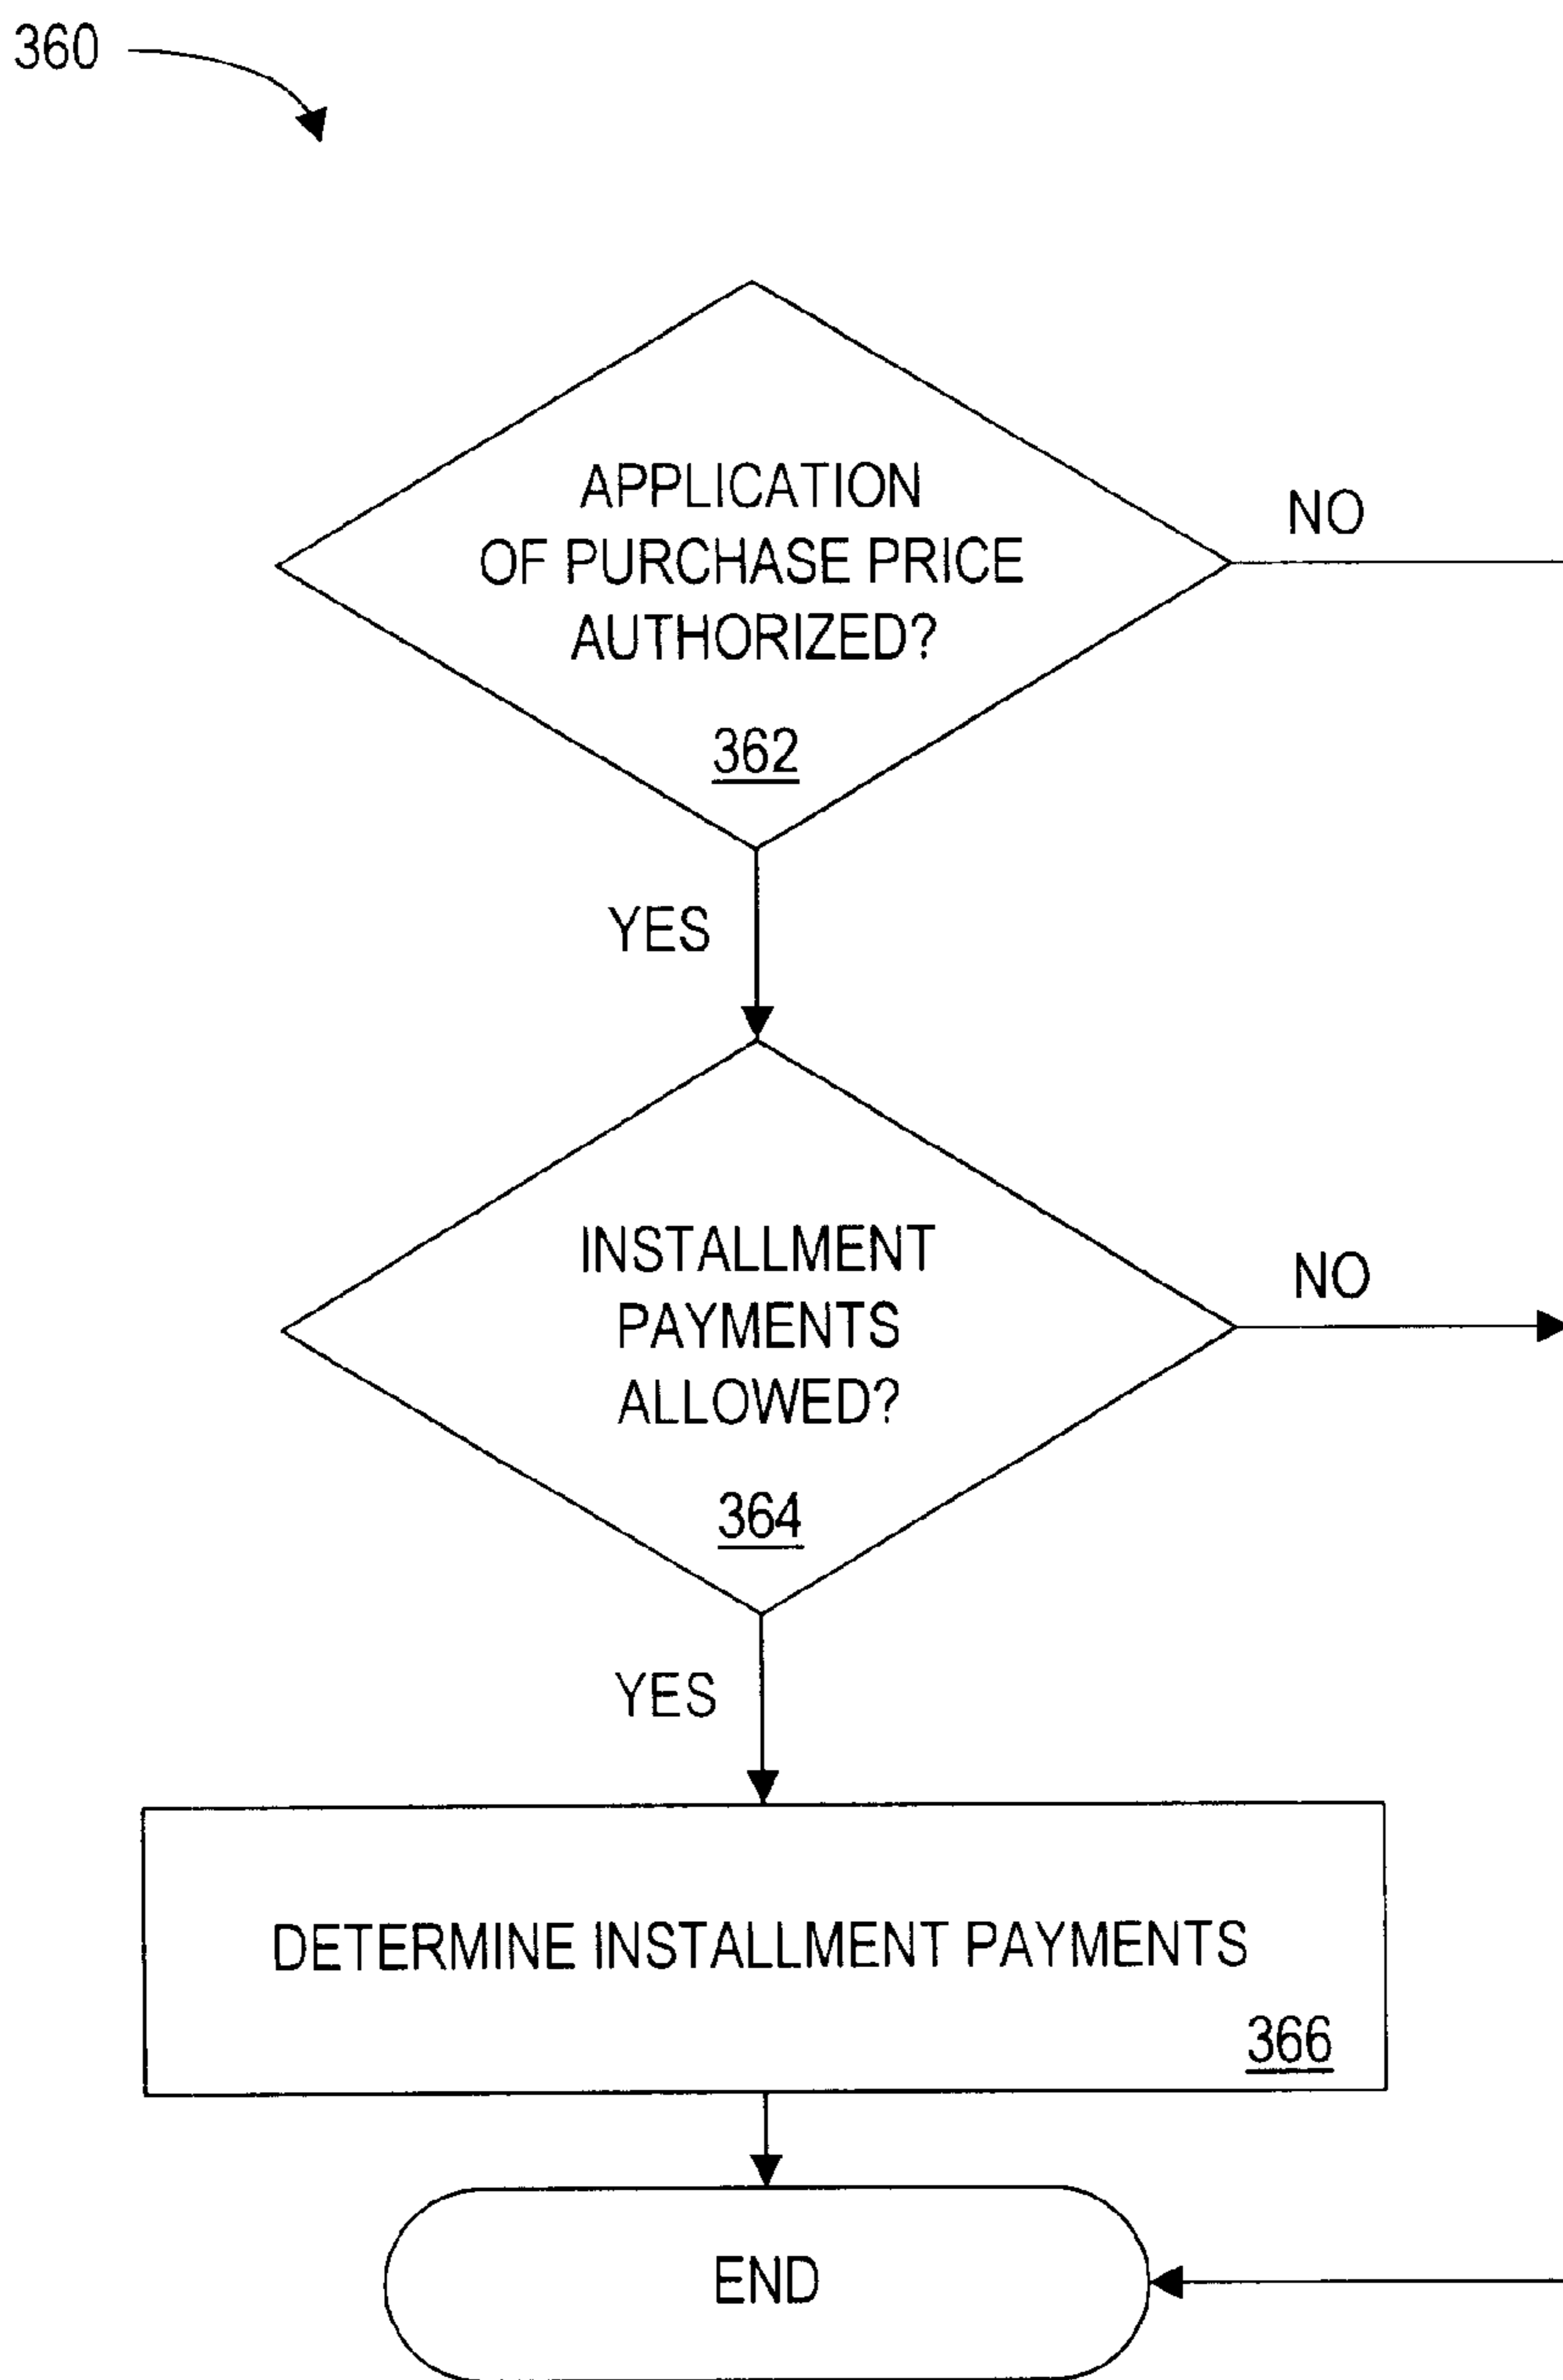 360
APPLICATION
OF PURCHASE PRICE
AUTHORIZED?
362
NO
YES
INSTALLMENT
PAYMENTS
ALLOWED?
364
NO
YES
DETERMINE INSTALLMENT PAYMENTS
366
END